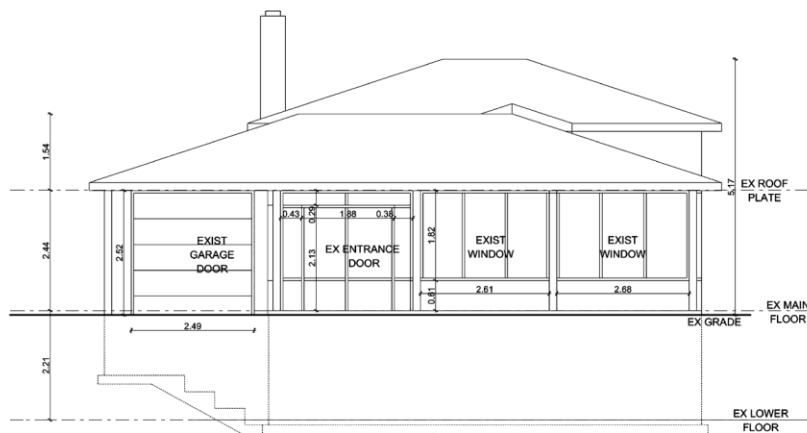 1.54
5.17
EX ROOF
PLATE
2.44
2.52
EXIST
GARAGE
DOOR
0.43
0.29
1.88
0.38
2.13
EX ENTRANCE
DOOR
1.82
EXIST
WINDOW
EXIST
WINDOW
0.61
2.61
2.68
EX MAIN
FLOOR
EX GRADE
2.49
2.21
EX LOWER
FLOOR